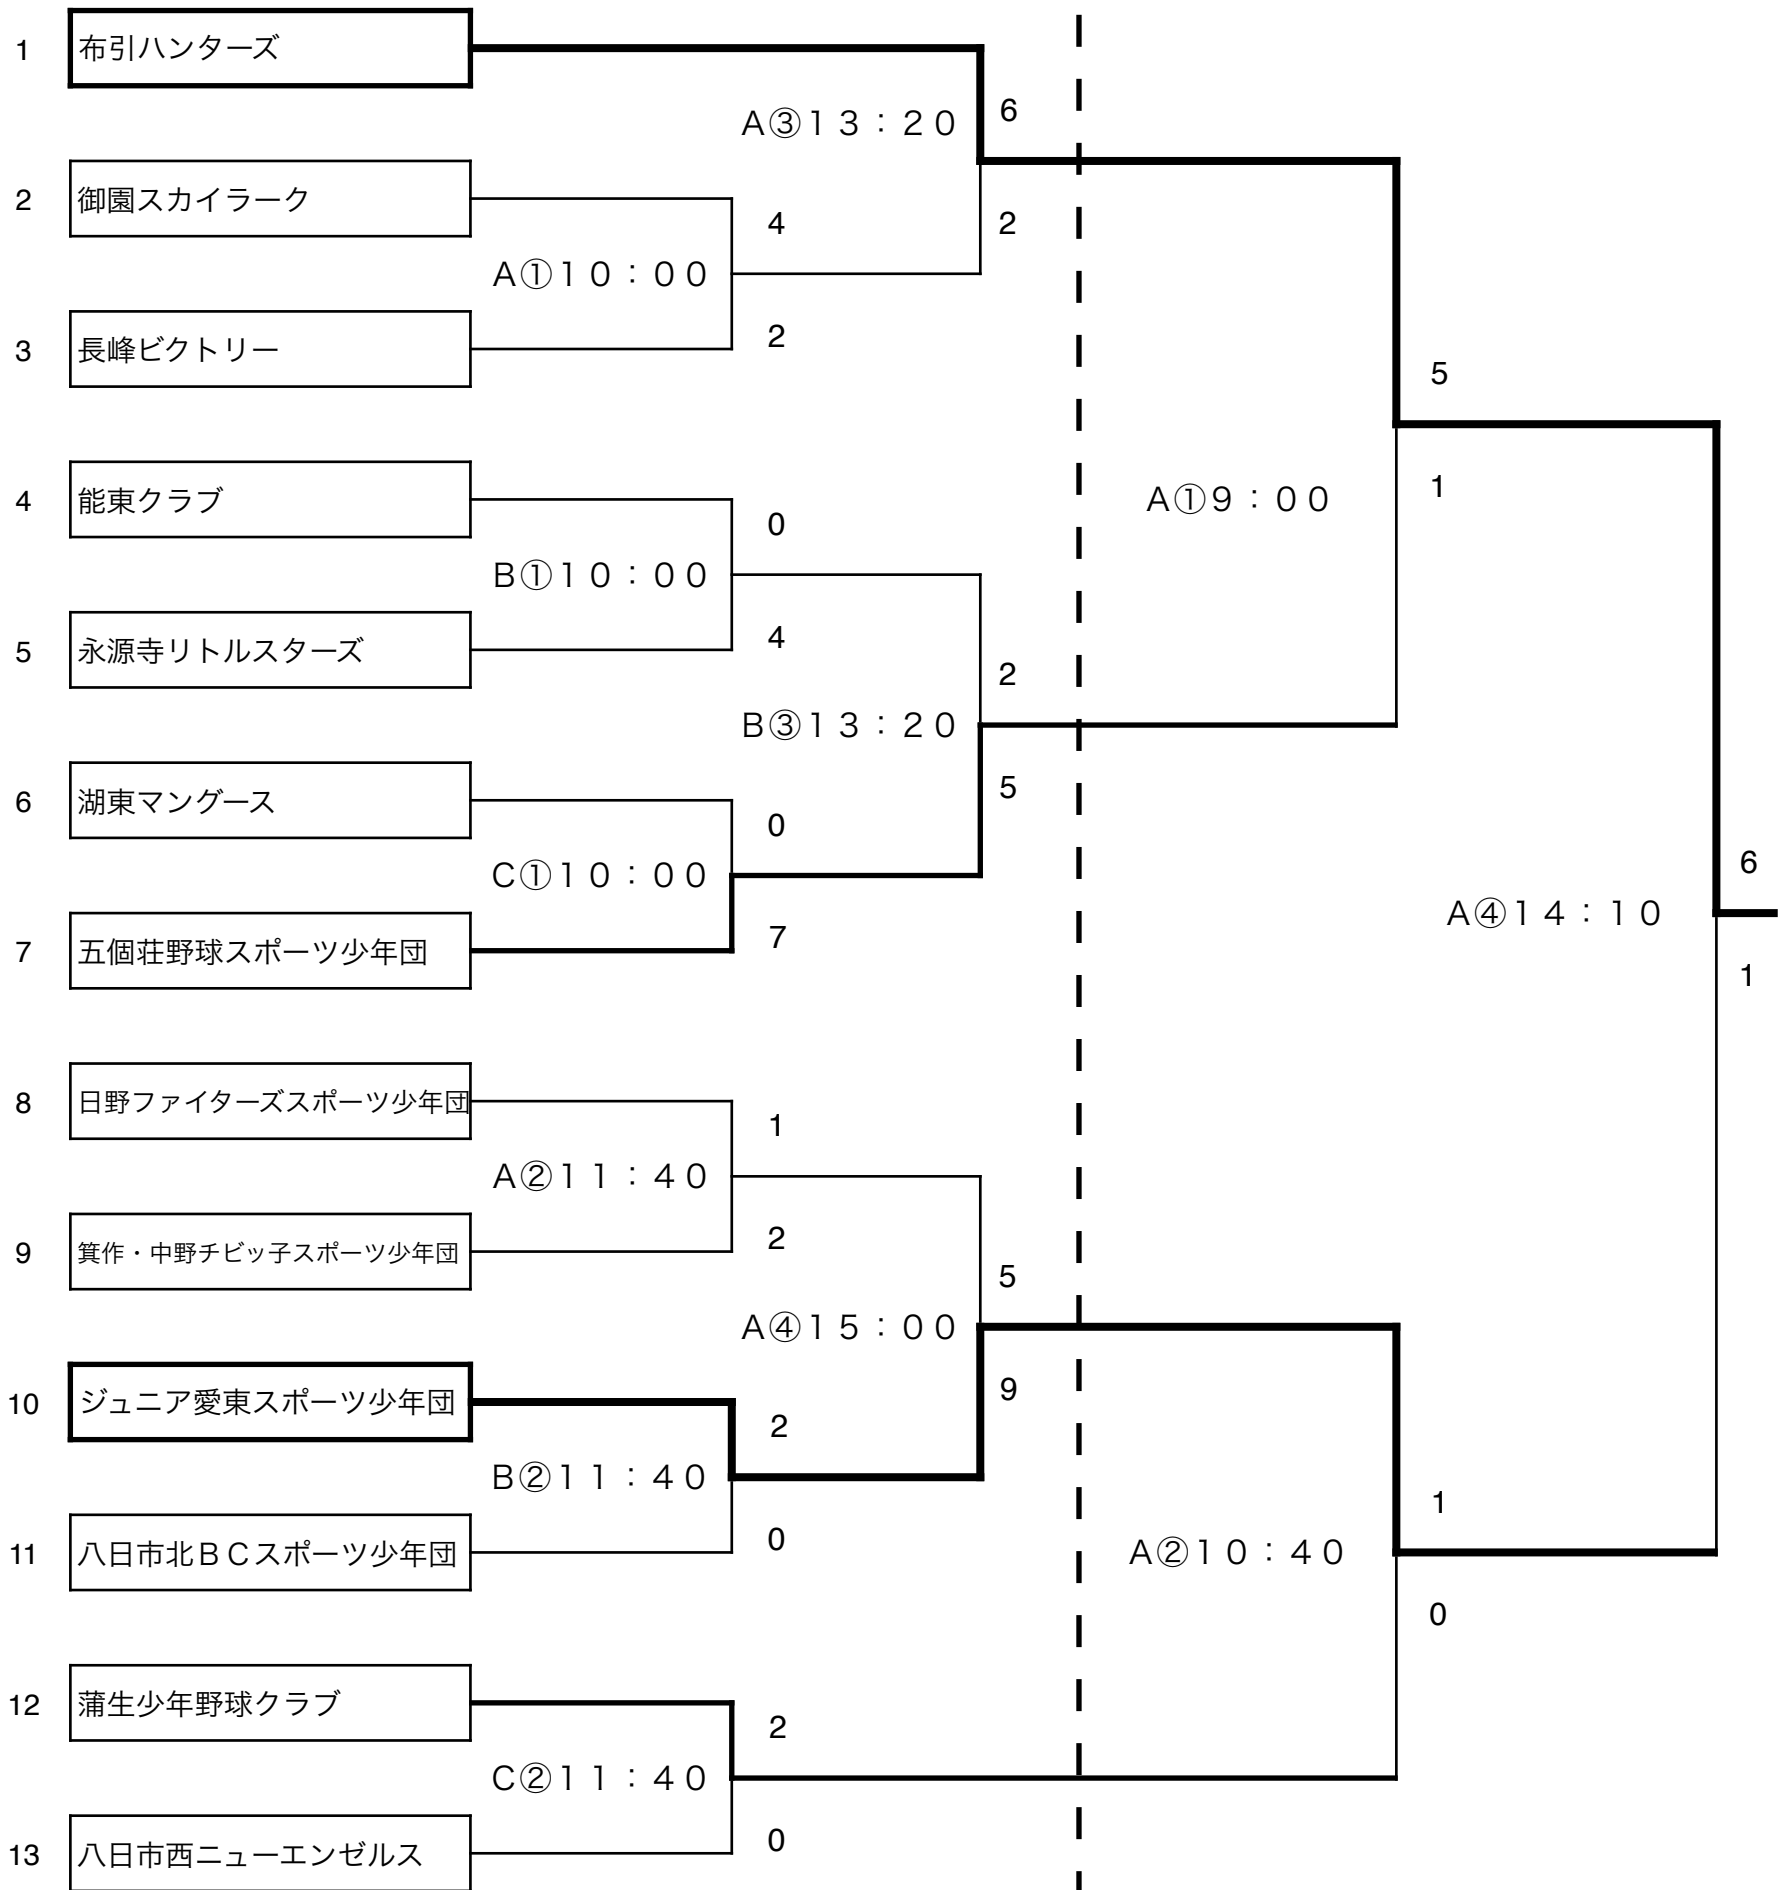 1 布引ハンターズ
A③13：20
6
2 御園スカイラーク
4
2
A①10：00
3 長峰ビクトリー
2
5
4 能東クラブ
0
1
A①9：00
B①10：00
5 永源寺リトルスターズ
4
2
B③13：20
6 湖東マングース
0
5
C①10：00
6
A④14：10
7 五個荘野球スポーツ少年団
7
1
8 日野ファイターズスポーツ少年団
1
A②11：40
9 箕作・中野チビッ子スポーツ少年団
2
5
A④15：00
10 ジュニア愛東スポーツ少年団
2
9
B②11：40
1
11 八日市北ＢＣスポーツ少年団
0
A②10：40
0
12 蒲生少年野球クラブ
2
C②11：40
13 八日市西ニューエンゼルス
0